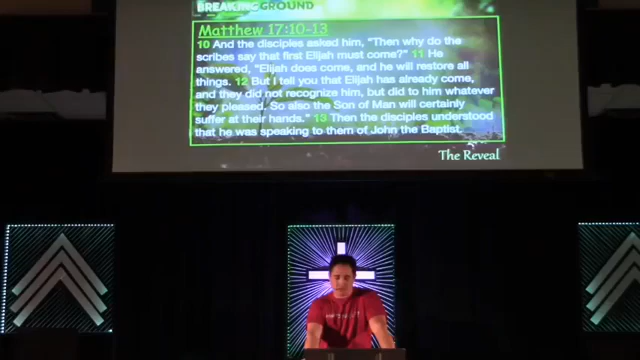 BREAKINGGROUND
Matthew 17:10-13
10 And the disciples asked him, “Then why do the
scribes say that first Elijah must come?” 11 He
answered, “Elijah does come, and he will restore all
things. 12 But I tell you that Elijah has already come,
and they did not recognize him, but did to him whatever
they pleased. So also the Son of Man will certainly
suffer at their hands.” 13 Then the disciples understood
that he was speaking to them of John the Baptist.
The Reveal